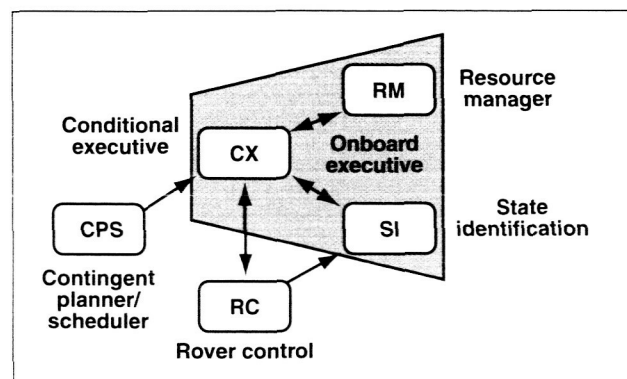 RM
Resource
manager
Conditional
executive
CX
Onboard
executive
CPS
SI
State
identification
Contingent
planner/
scheduler
RC
Rover control